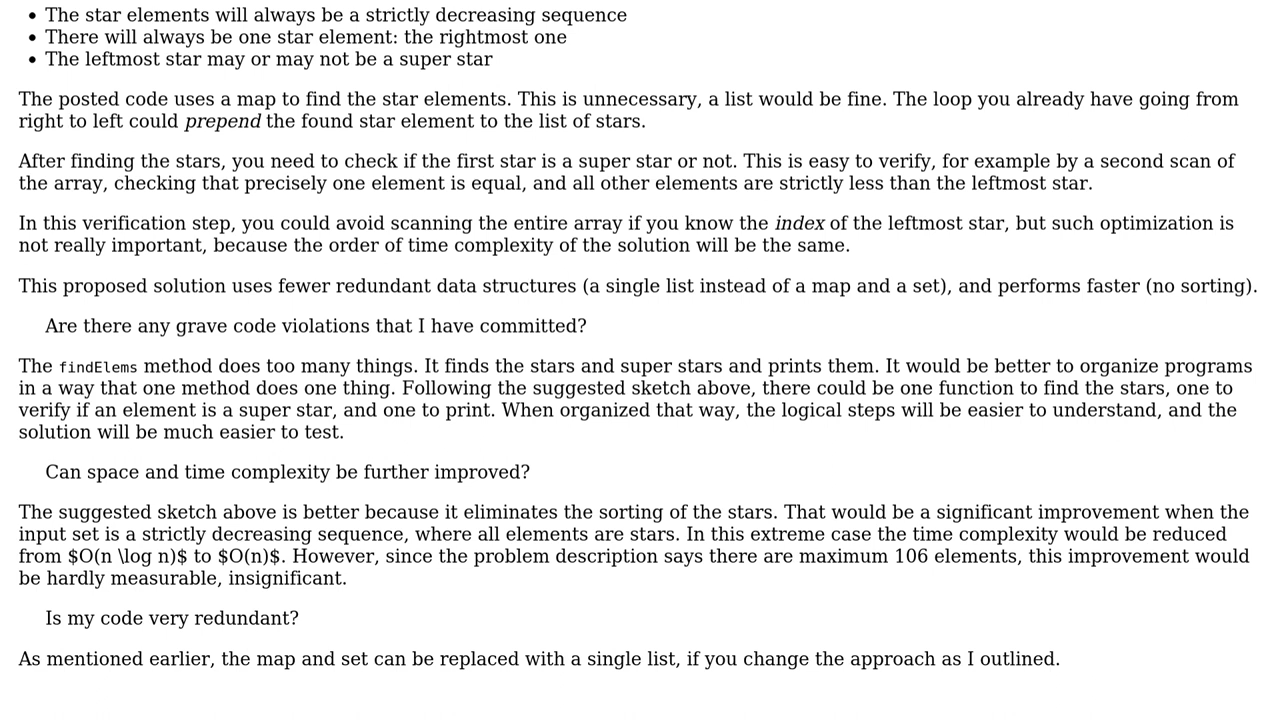 • The star elements will always be a strictly decreasing sequence
• There will always be one star element: the rightmost one
• The leftmost star may or may not be a super star
The posted code uses a map to find the star elements. This is unnecessary, a list would be fine. The loop you already have going from
right to left could prepend the found star element to the list of stars.
After finding the stars, you need to check if the first star is a super star or not. This is easy to verify, for example by a second scan of
the array, checking that precisely one element is equal, and all other elements are strictly less than the leftmost star.
In this verification step, you could avoid scanning the entire array if you know the index of the leftmost star, but such optimization is
not really important, because the order of time complexity of the solution will be the same.
This proposed solution uses fewer redundant data structures (a single list instead of a map and a set), and performs faster (no sorting).
Are there any grave code violations that I have committed?
The findElems method does too many things. It finds the stars and super stars and prints them. It would be better to organize programs
in a way that one method does one thing. Following the suggested sketch above, there could be one function to find the stars, one to
verify if an element is a super star, and one to print. When organized that way, the logical steps will be easier to understand, and the
solution will be much easier to test.
Can space and time complexity be further improved?
The suggested sketch above is better because it eliminates the sorting of the stars. That would be a significant improvement when the
input set is a strictly decreasing sequence, where all elements are stars. In this extreme case the time complexity would be reduced
from $O(n \log n)$ to $O(n)$. However, since the problem description says there are maximum 106 elements, this improvement would
be hardly measurable, insignificant.
Is my code very redundant?
As mentioned earlier, the map and set can be replaced with a single list, if you change the approach as I outlined.